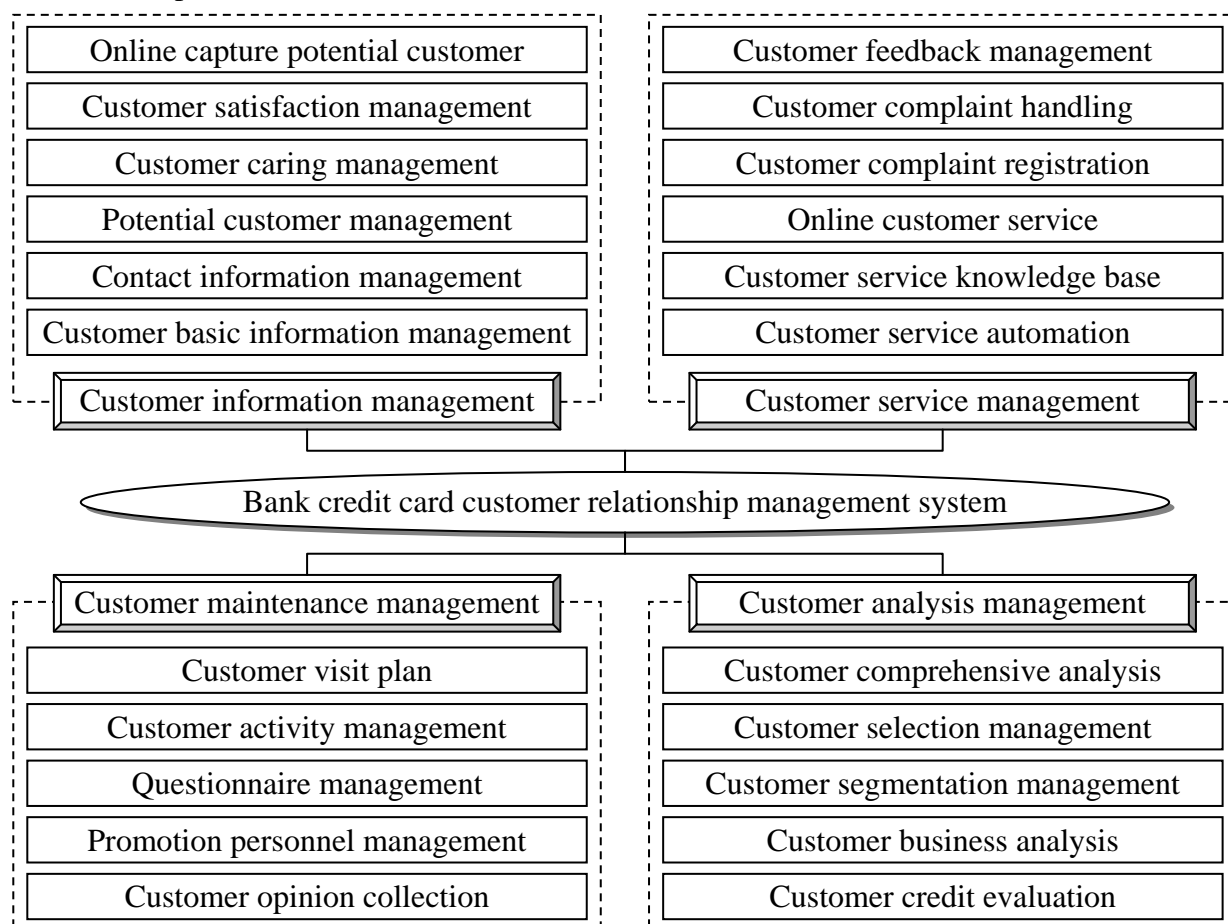 Online capture potential customer
Customer satisfaction management
Customer caring management
Potential customer management
Contact information management
Customer basic information management
Customer information management
Customer feedback management
Customer complaint handling
Customer complaint registration
Online customer service
Customer service knowledge base
Customer service automation
Customer service management
Bank credit card customer relationship management system
Customer maintenance management
Customer visit plan
Customer activity management
Questionnaire management
Promotion personnel management
Customer opinion collection
Customer analysis management
Customer comprehensive analysis
Customer selection management
Customer segmentation management
Customer business analysis
Customer credit evaluation